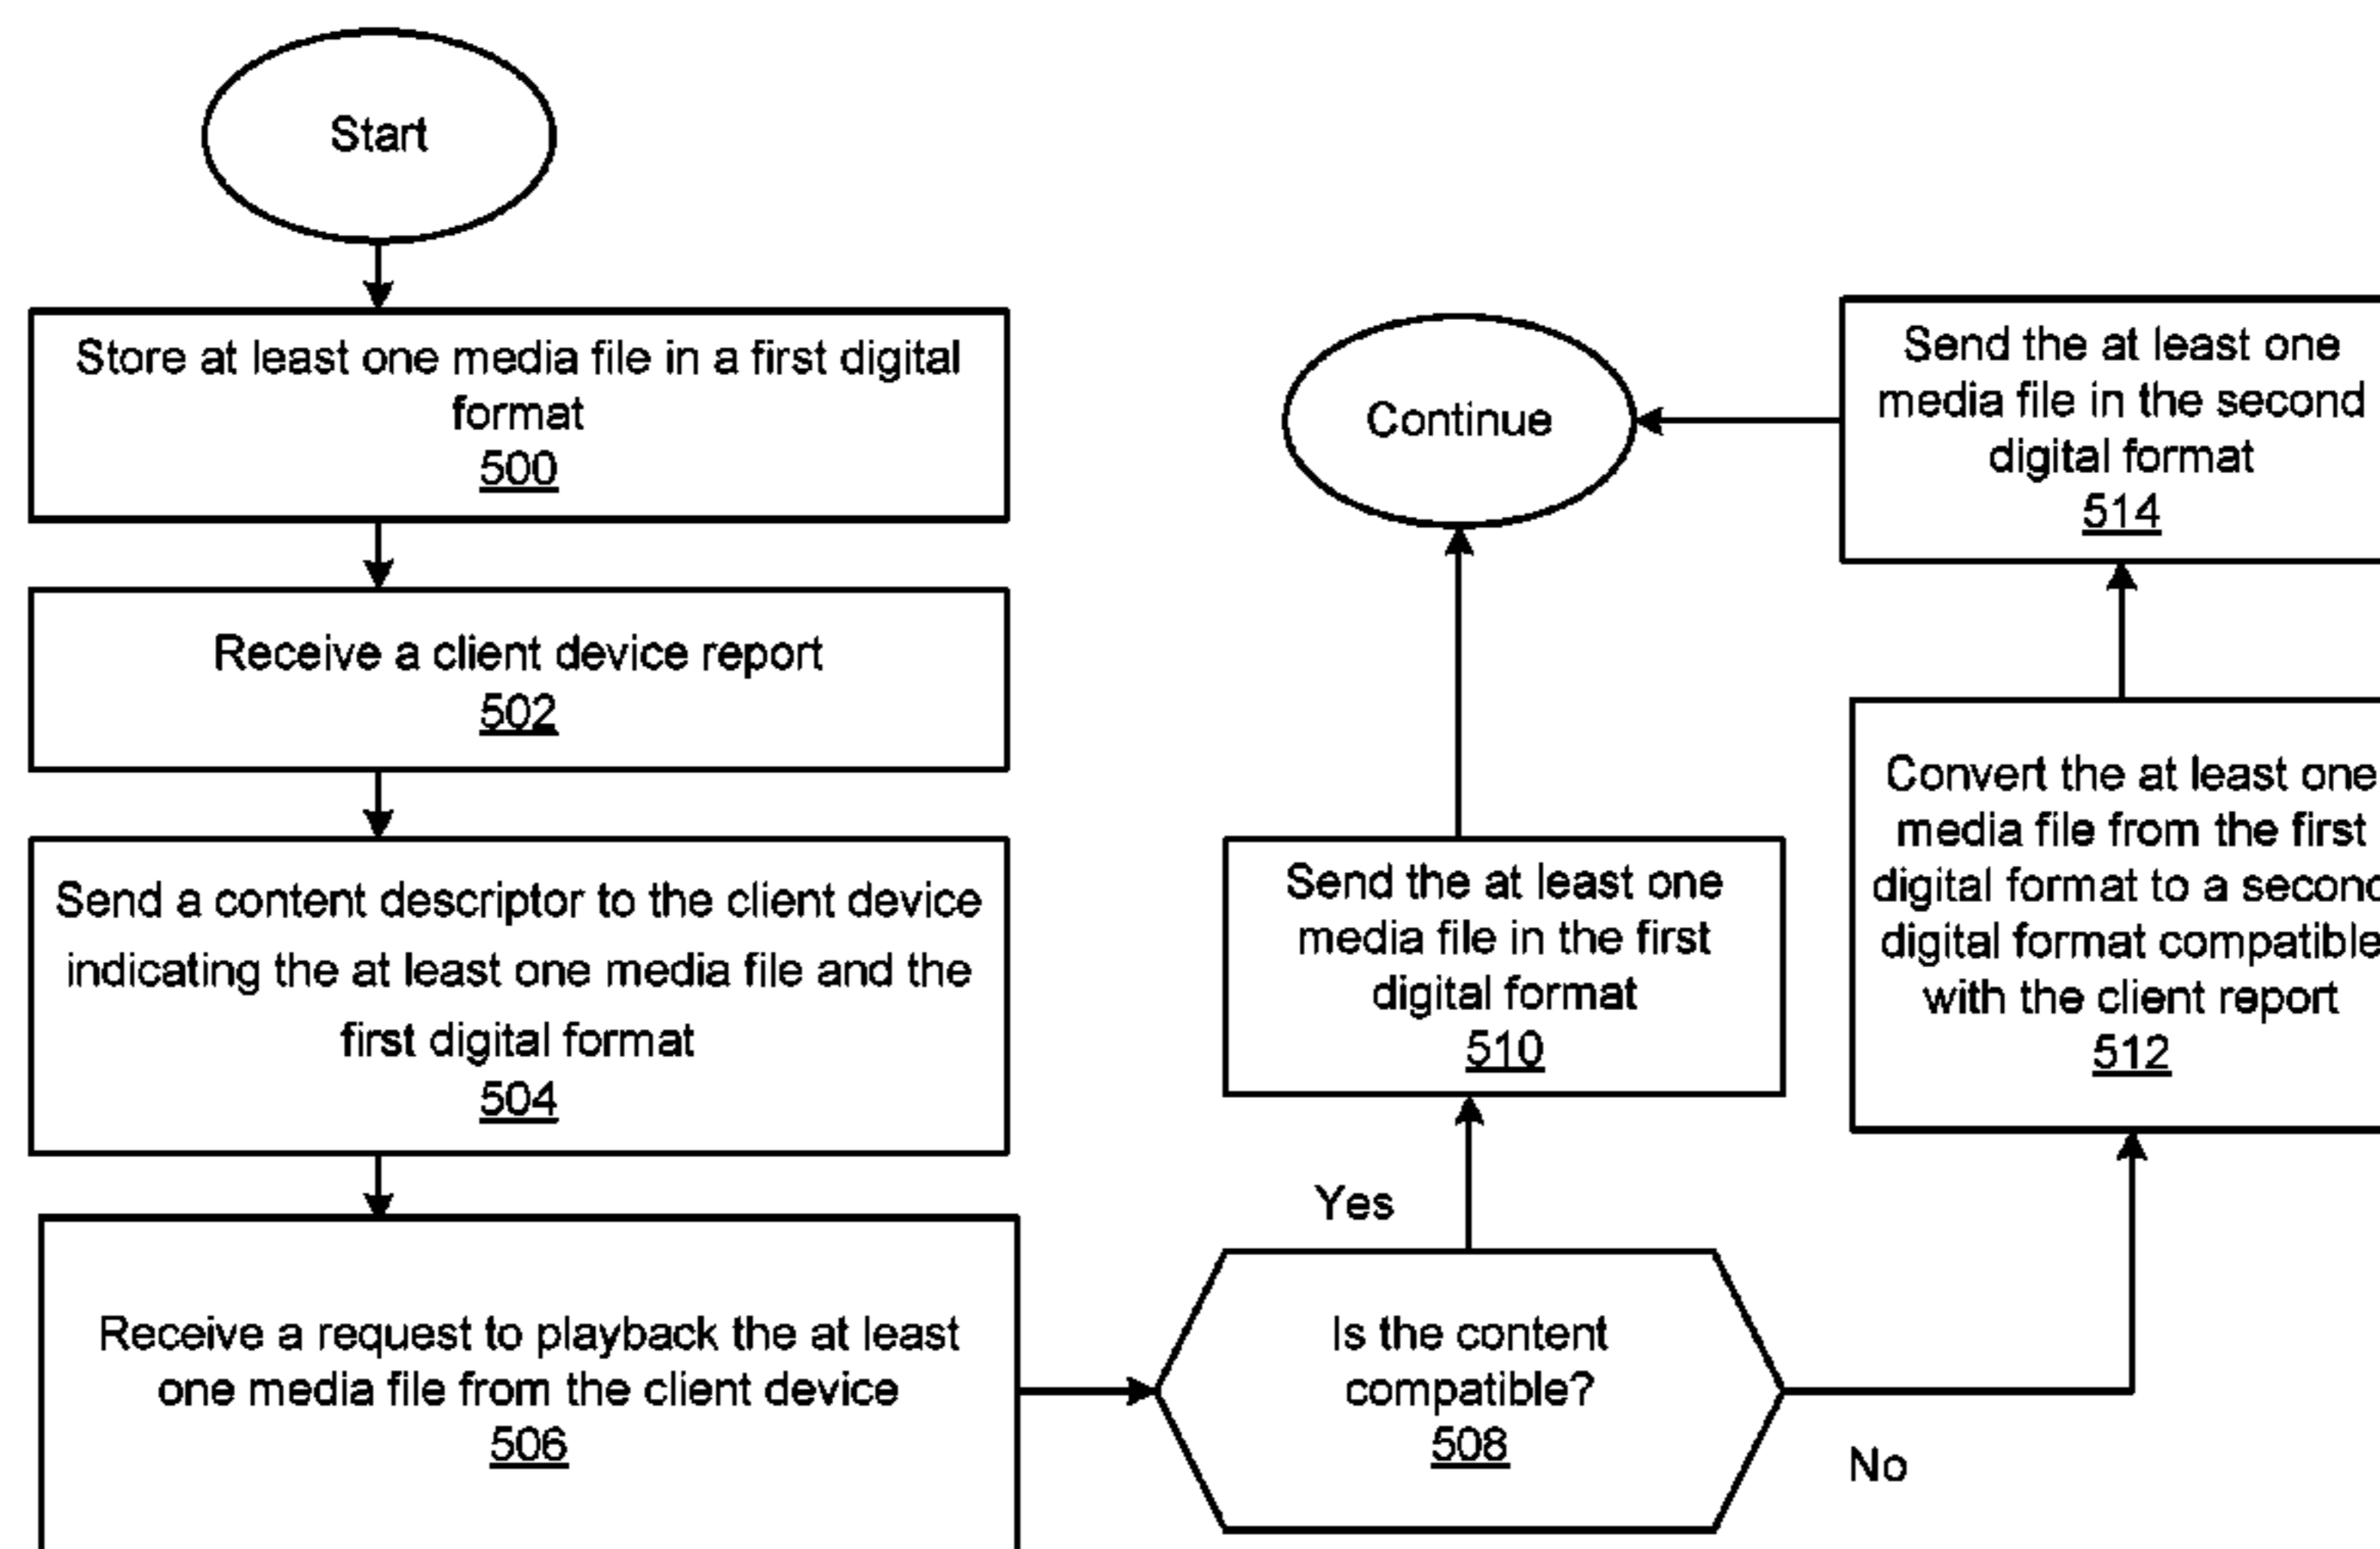 Start
Store at least one media file in a first digital
format
500
Receive a client device report
502
Send a content descriptor to the client device
indicating the at least one media file and the
first digital format
504
Receive a request to playback the at least
one media file from the client device
506
Is the content
compatible?
508
Yes
No
Send the at least one
media file in the first
digital format
510
Convert the at least one
media file from the first
digital format to a second
digital format compatible
with the client report
512
Send the at least one
media file in the second
digital format
514
Continue